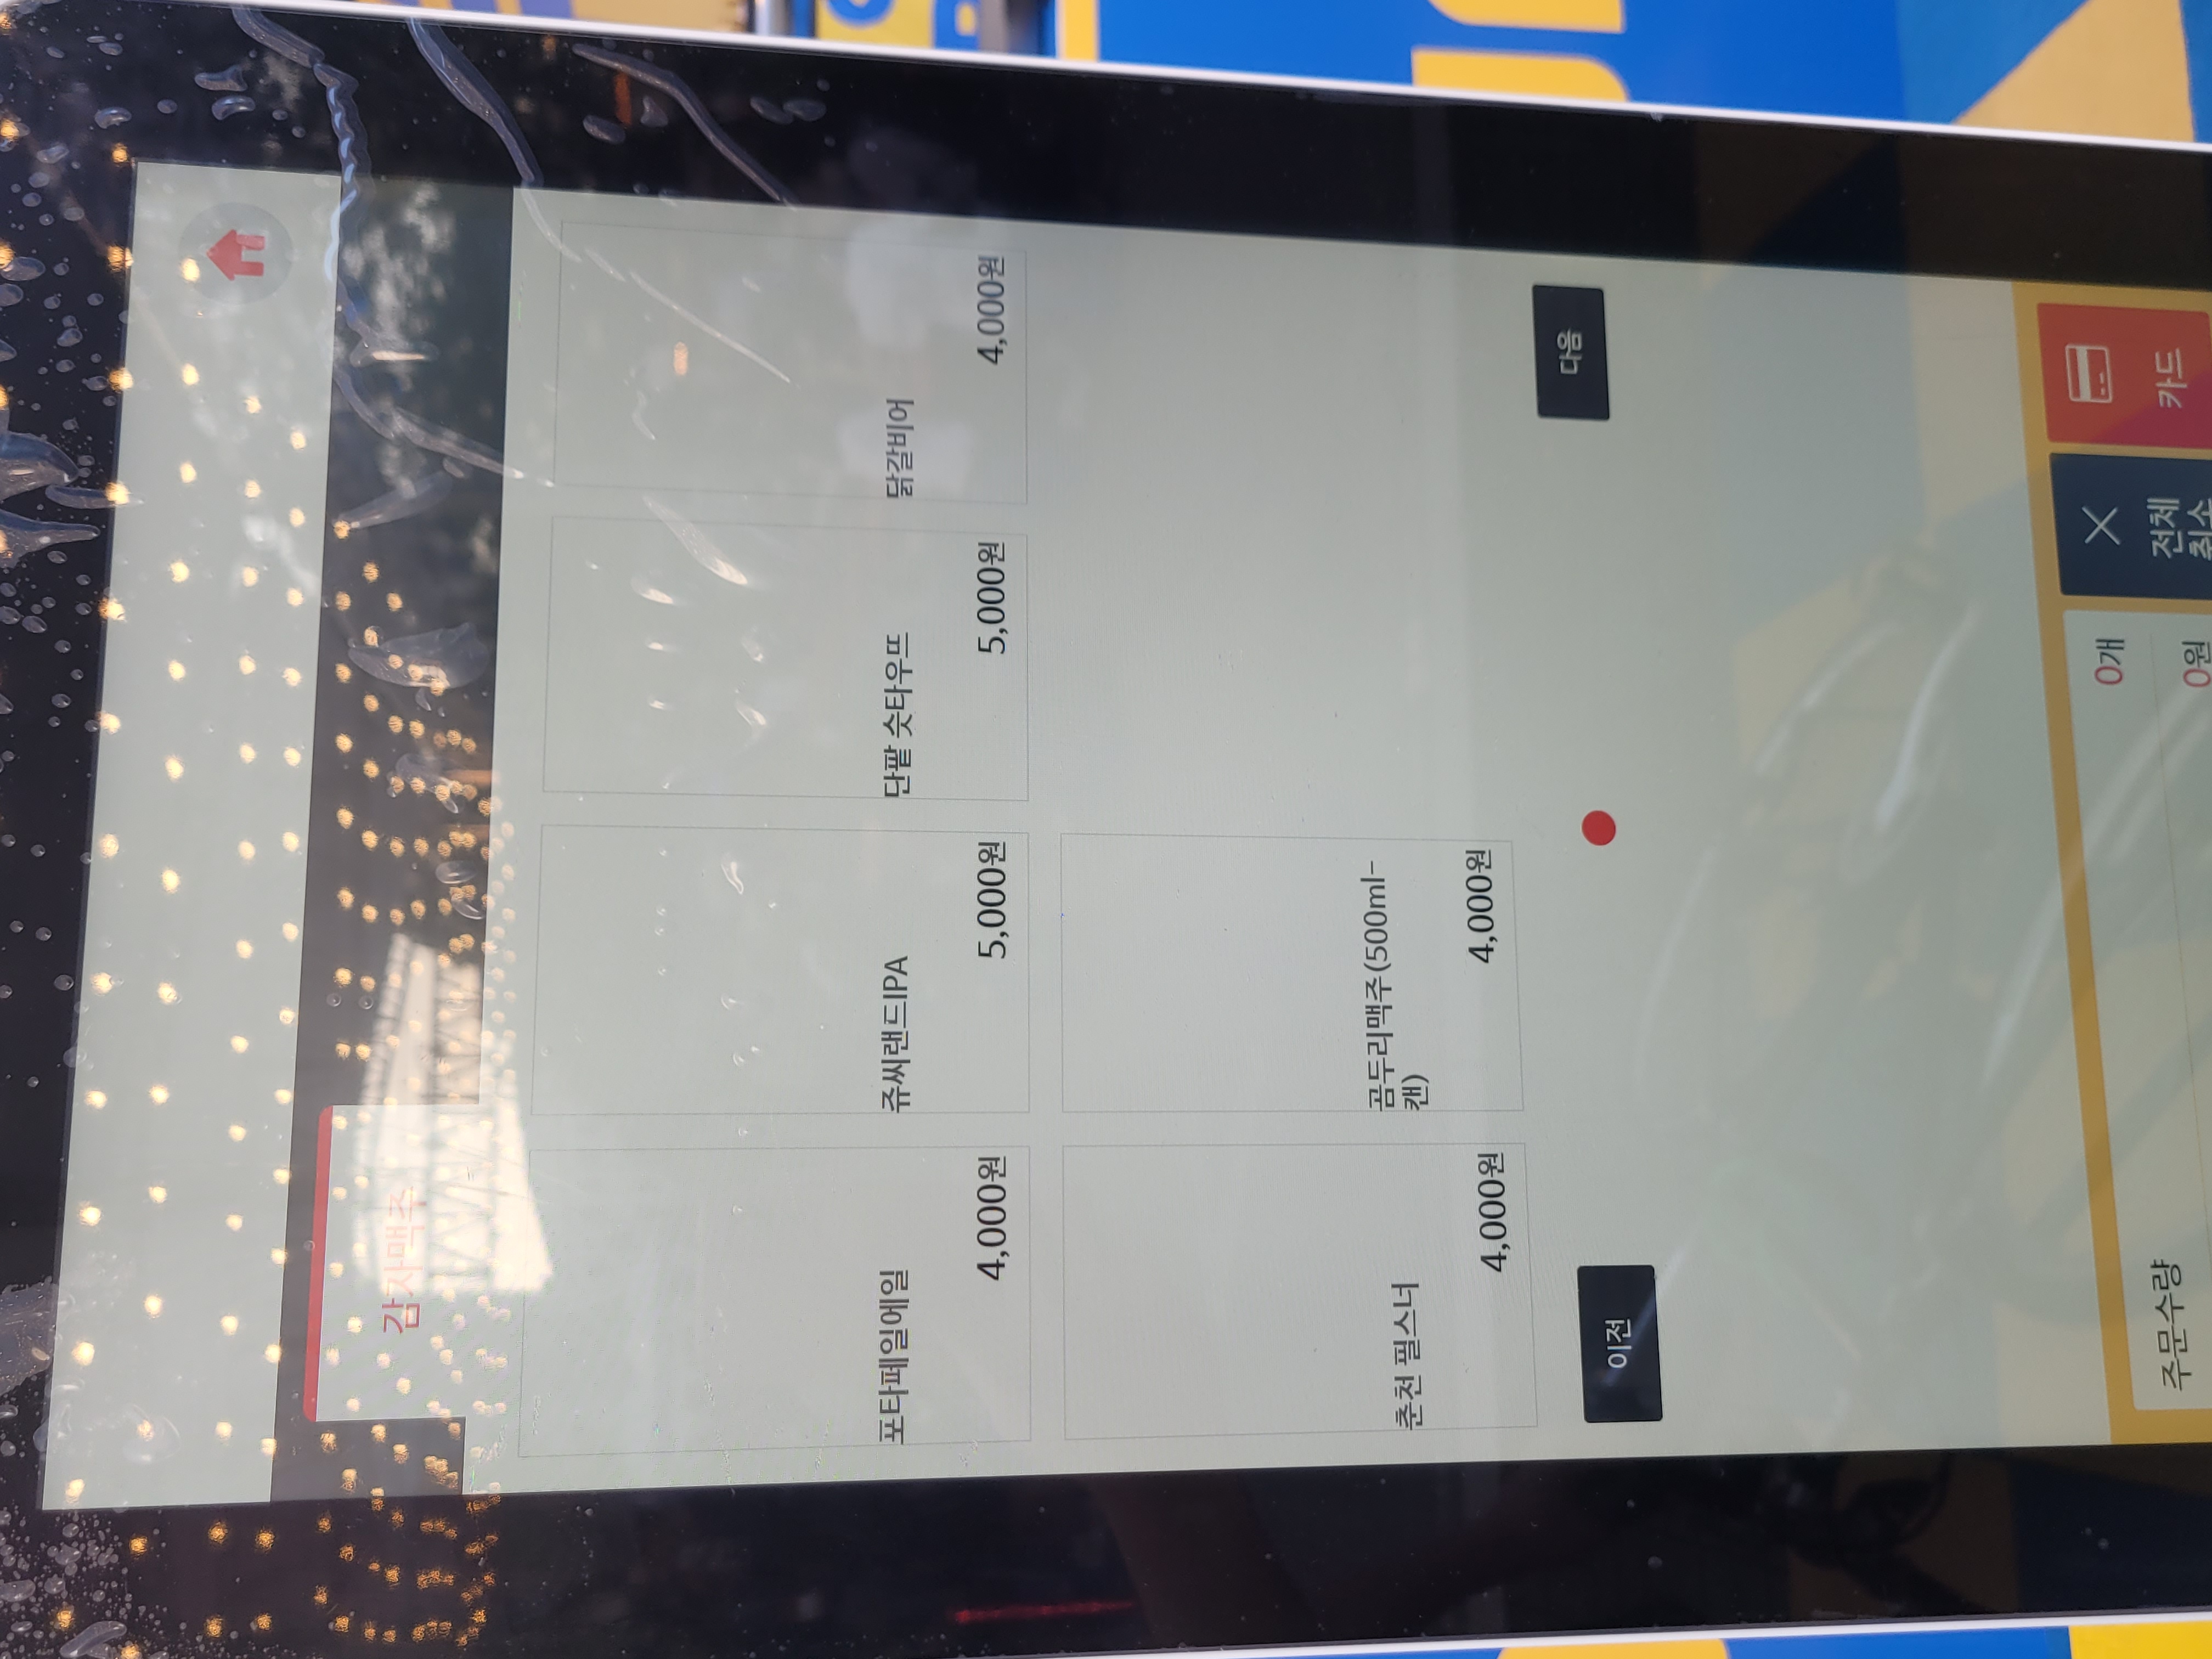 감자맥주
포타페일에일
4,000원
쥬씨랜드IPA
5,000원
단팥 슷타우뜨
5,000원
닭갈비어
4,000원
춘천 필스너
4,000원
곰두리맥주(500ml-
캔)
4,000원
이전
다음
주문수량
0개
0원
전체
취소
카드